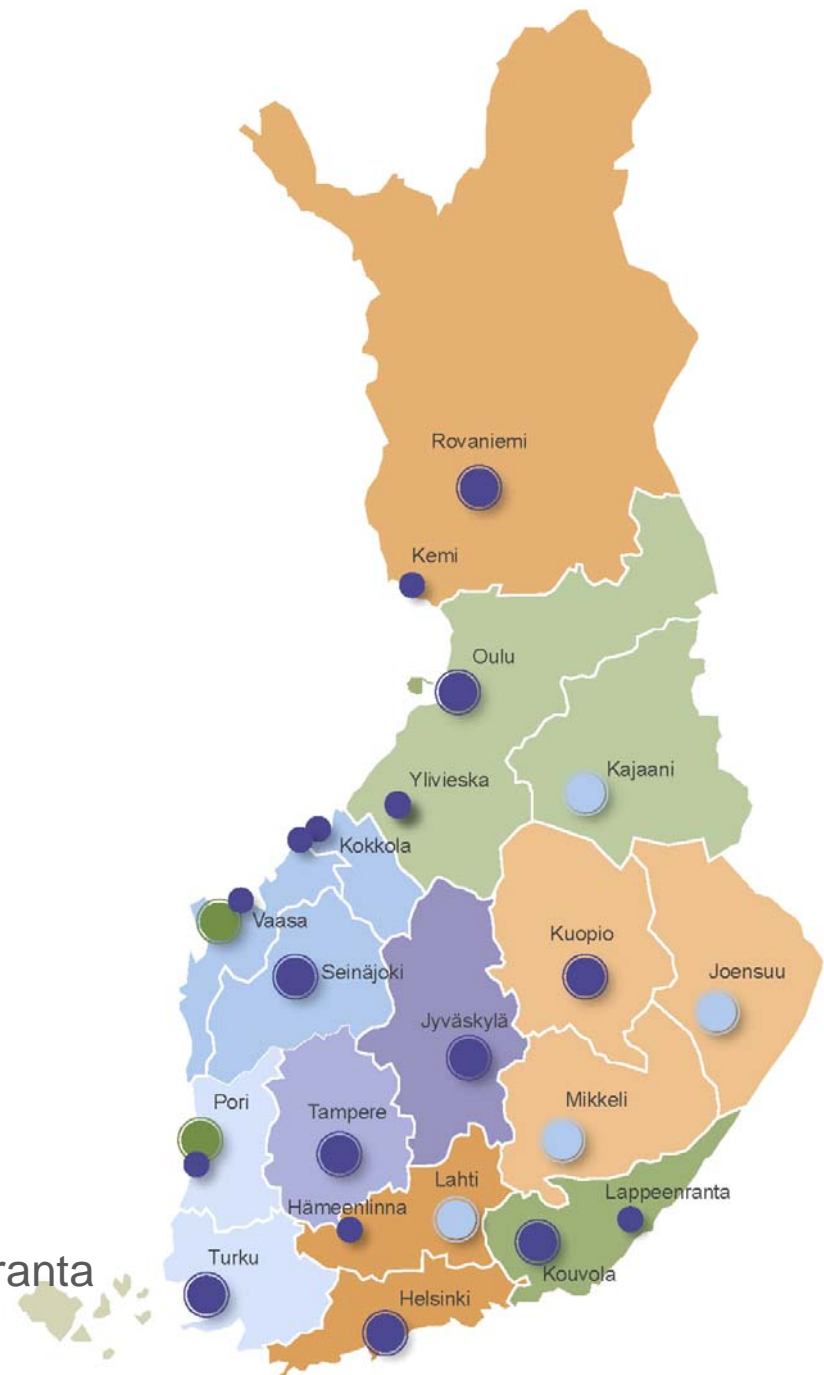 Rovaniemi
Kemi
Oulu
Kajaani
Ylivieska
Kokkola
Vaasa
Kuopio
Seinäjoki
Joensuu
Jyväskylä
Pori
Tampere
Mikkeli
Lahti
Lappeenranta
Hämeenlinna
Turku
ranta
Kouvola
Helsinki